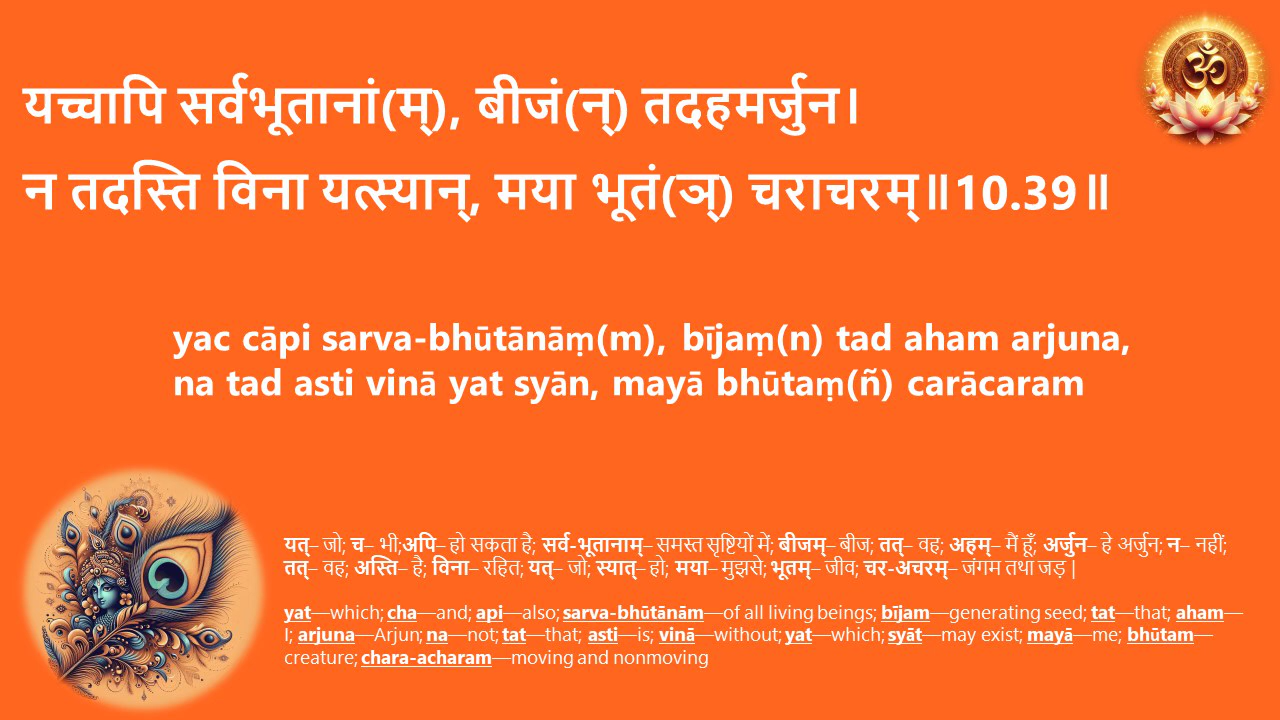 ॐ
यच्चापि सर्वभूतानां(म्), बीजं(न्) तदहमर्जुन।
न तदस्ति विना यत्स्यान्, मया भूतं(ञ्) चराचरम्॥10.39॥
yac cāpi sarva-bhūtānāṃ(m), bījaṃ(n) tad aham arjuna,
na tad asti vinā yat syān, mayā bhūtaṃ(ñ) carācaram
यत्– जो; च– भी;अपि– हो सकता है; सर्व-भूतानाम्– समस्त सृष्टियों में; बीजम्– बीज; तत्– वह; अहम्– मैं हूँ; अर्जुन– हे अर्जुन; न– नहीं;
तत्– वह; अस्ति– है; विना– रहित; यत्– जो; स्यात्– हो; मया– मुझसे; भूतम्– जीव; चर-अचरम्– जंगम तथा जड़ |
yat—which; cha—and; api—also; sarva-bhūtānām—of all living beings; bījam—generating seed; tat—that; aham—
I; arjuna—Arjun; na—not; tat—that; asti—is; vinā—without; yat—which; syāt—may exist; mayā—me; bhūtam—
creature; chara-acharam—moving and nonmoving